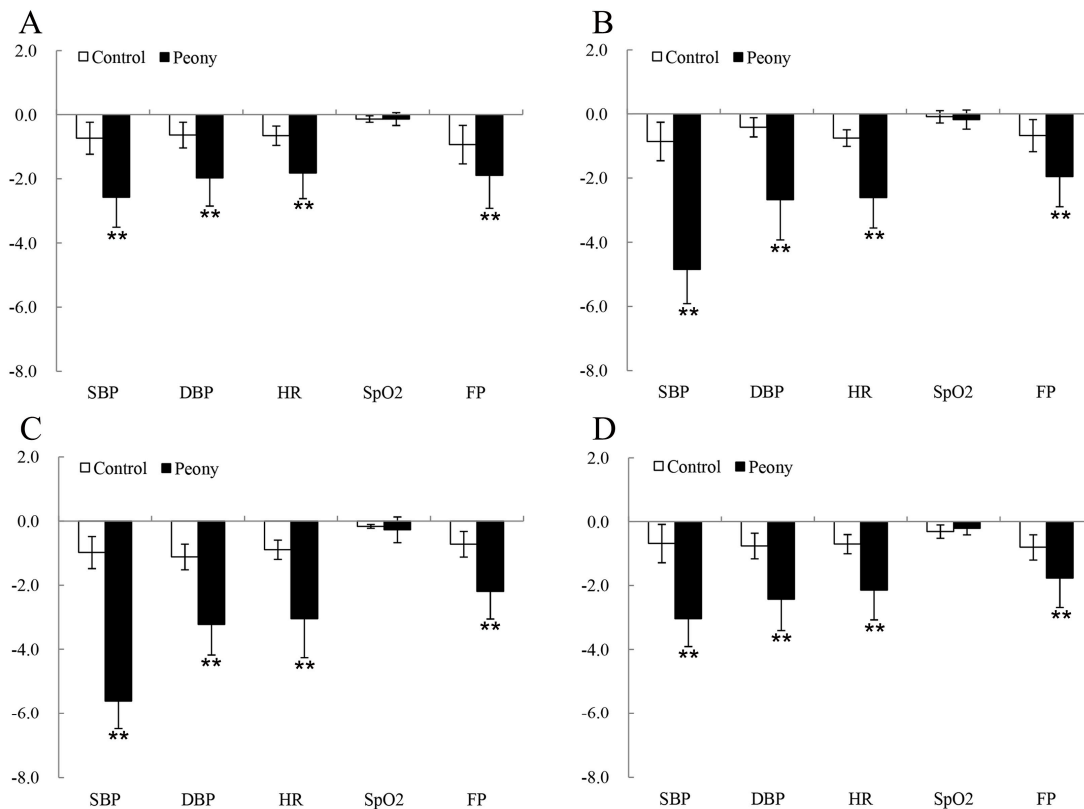 A
2.0
Control Peony
0.0
-2.0
** ** ** **
-4.0
-6.0
-8.0
SBP DBP HR SpO2 FP
B
2.0
Control Peony
0.0
-2.0
**
** **
-4.0
-6.0
**
-8.0
SBP DBP HR SpO2 FP
C
2.0
Control Peony
0.0
-2.0
**
-4.0
** **
-6.0
**
-8.0
SBP DBP HR SpO2 FP
D
2.0
Control Peony
0.0
-2.0
**
** **
-4.0
**
-6.0
-8.0
SBP DBP HR SpO2 FP